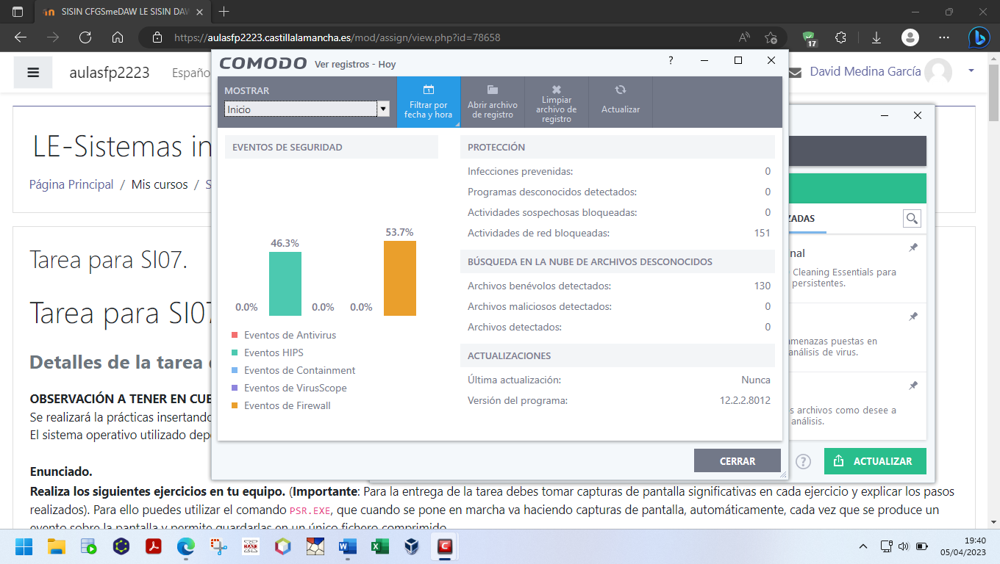 SISIN CFGSmeDAW LE SISIN DAW
https://aulasfp2223.castillalamancha.es/mod/assign/view.php?id=78658
17
aulasfp2223
Españo
David Medina García
COMODO Ver registros - Hoy
?
MOSTRAR
Inicio
1
Filtrar por
fecha y hora
Abrir archivo
de registro
Limpiar
archivo de
registro
Actualizar
LE-Sistemas in
Página Principal / Mis cursos / S
EVENTOS DE SEGURIDAD
0.0%
46.3%
0.0%
0.0%
53.7%
Eventos de Antivirus
Eventos HIPS
Eventos de Containment
Eventos de VirusScope
Eventos de Firewall
PROTECCIÓN
Infecciones prevenidas: 0
Programas desconocidos detectados: 0
Actividades sospechosas bloqueadas: 0
Actividades de red bloqueadas: 151
BÚSQUEDA EN LA NUBE DE ARCHIVOS DESCONOCIDOS
Archivos benévolos detectados: 130
Archivos maliciosos detectados: 0
Archivos detectados: 0
ACTUALIZACIONES
Última actualización: Nunca
Versión del programa: 12.2.2.8012
CERRAR
ZADAS
nal
Cleaning Essentials para
persistentes.
amenazas puestas en
análisis de virus.
s archivos como desee a
análisis.
?
ACTUALIZAR
Tarea para SI07.
Tarea para SI07
Detalles de la tarea
OBSERVACIÓN A TENER EN CUE
Se realizará la prácticas insertando
El sistema operativo utilizado dep
Enunciado.
Realiza los siguientes ejercicios en tu equipo. (Importante: Para la entrega de la tarea debes tomar capturas de pantalla significativas en cada ejercicio y explicar los pasos
realizados). Para ello puedes utilizar el comando PSR.EXE, que cuando se pone en marcha va haciendo capturas de pantalla, automáticamente, cada vez que se produce un
evento sobre la pantalla y permite guardarlas en un único fichero comprimido.
BASE
19:40
05/04/2023